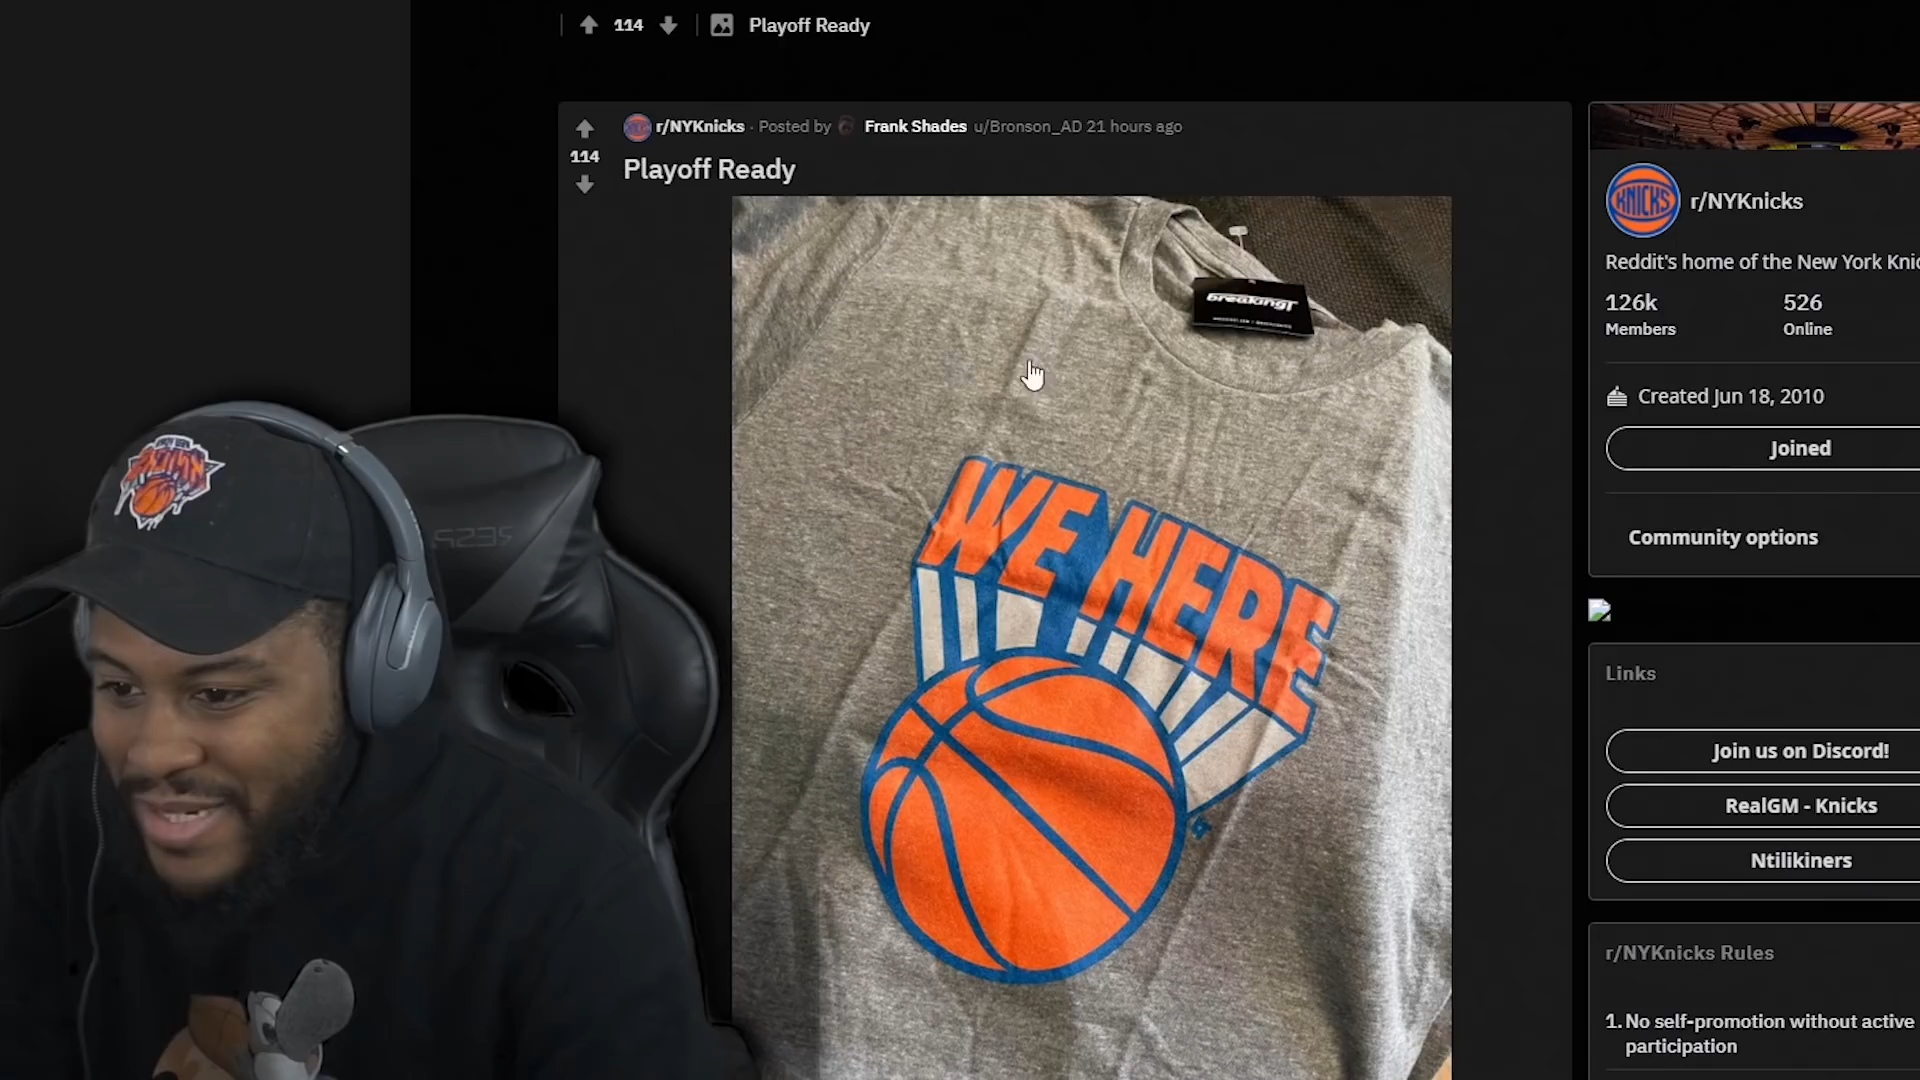 114 Playoff Ready
r/NYKnicks · Posted by Frank Shades u/Bronson_AD 21 hours ago
114
Playoff Ready
breakingT
WE HERE
KNICKS
r/NYKnicks
Reddit's home of the New York Knic
126k 526
Members Online
Created Jun 18, 2010
Joined
Community options
Links
Join us on Discord!
RealGM - Knicks
Ntilikiners
r/NYKnicks Rules
1. No self-promotion without active
participation